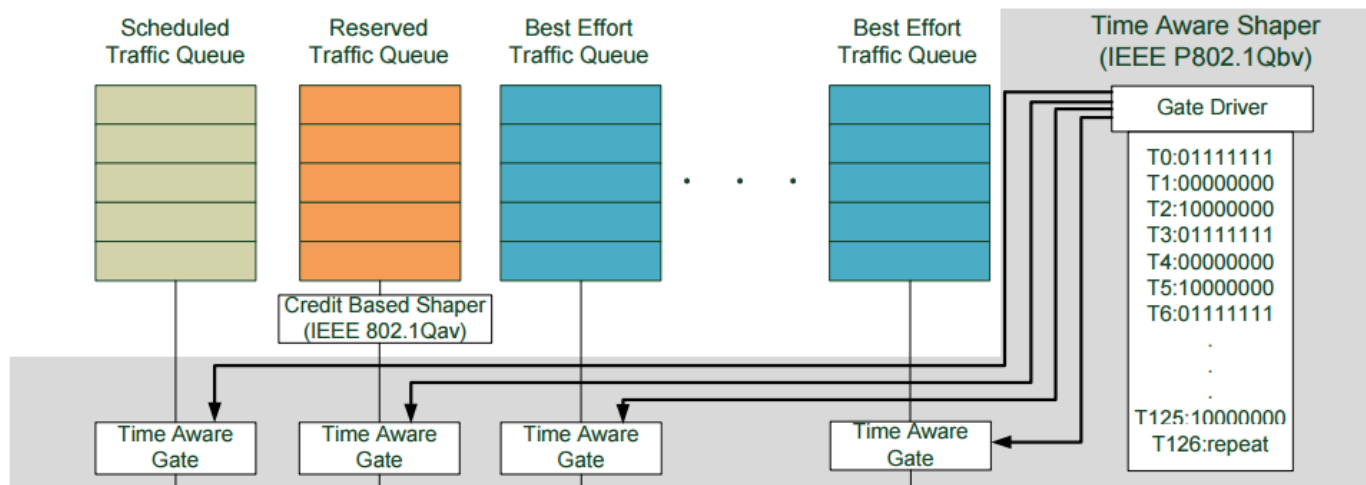 Scheduled
Traffic Queue
Reserved
Traffic Queue
Best Effort
Traffic Queue
Best Effort
Traffic Queue
Time Aware Shaper
(IEEE P802.1Qbv)
Gate Driver
T0:01111111
T1:00000000
T2:10000000
T3:01111111
T4:00000000
T5:10000000
T6:01111111
.
.
.
T125:10000000
T126:repeat
. . .
Credit Based Shaper
(IEEE 802.1Qav)
Time Aware
Gate
Time Aware
Gate
Time Aware
Gate
Time Aware
Gate